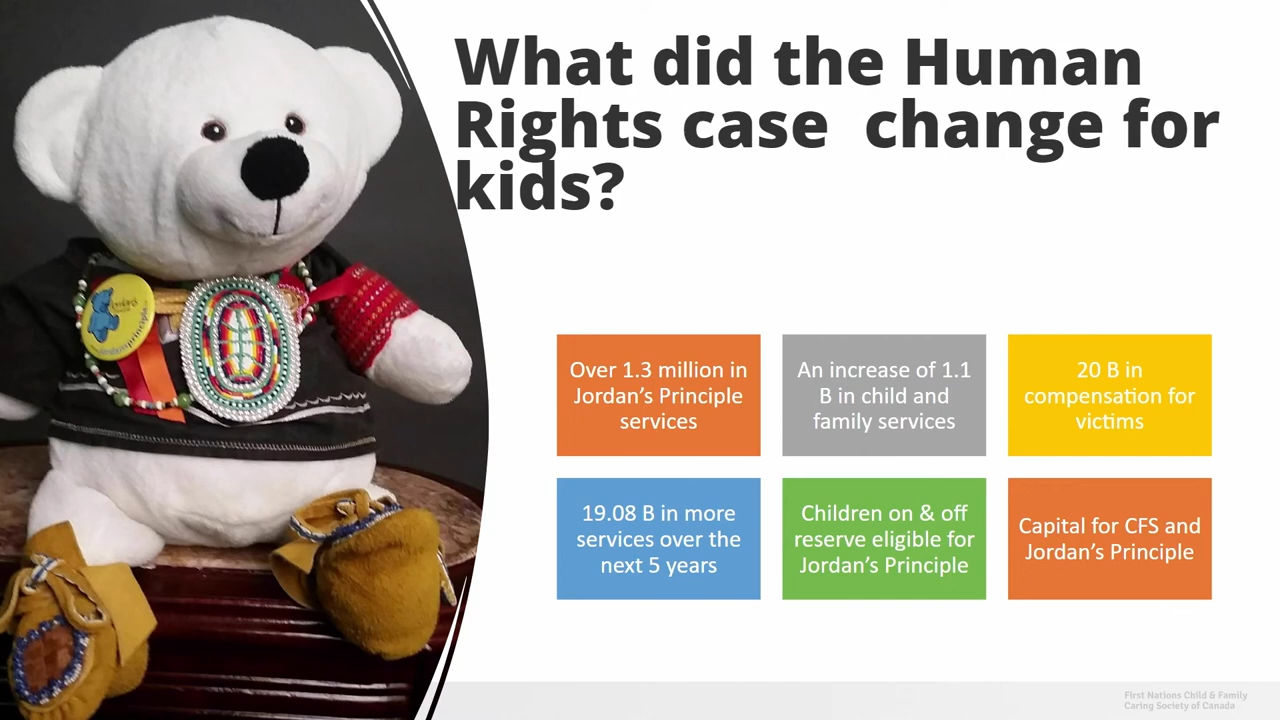 What did the Human
Rights case  change for
kids?
Over 1.3 million in
Jordan's Principle
services
An increase of 1.1
B in child and
family services
20 B in
compensation for
victims
19.08 B in more
services over the
next 5 years
Children on & off
reserve eligible for
Jordan's Principle
Capital for CFS and
Jordan's Principle
First Nations Child & Family
Caring Society of Canada